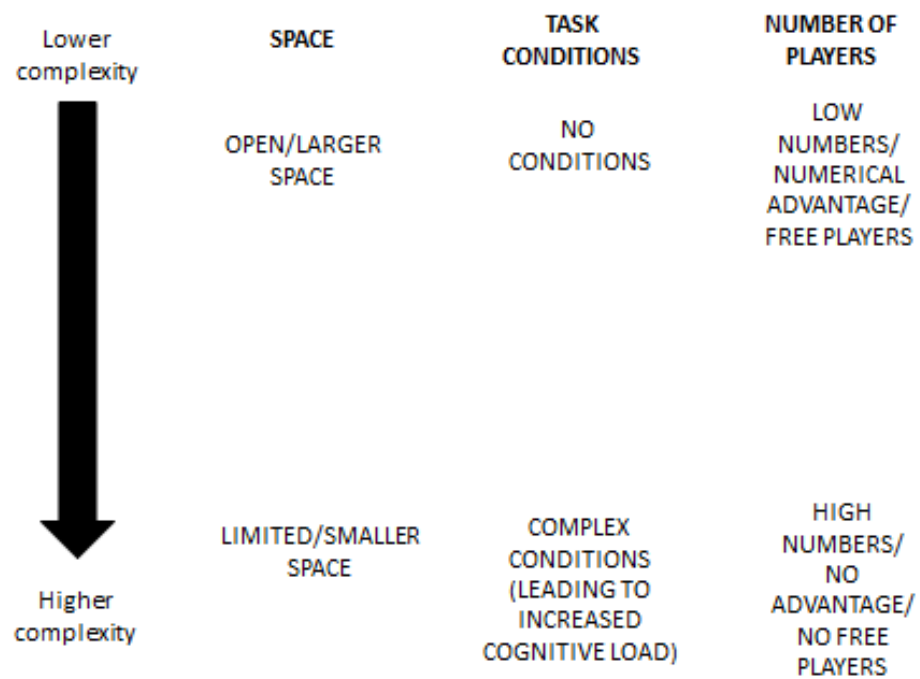 Lower
complexity
SPACE
TASK
CONDITIONS
NUMBER OF
PLAYERS
OPEN/LARGER
SPACE
NO
CONDITIONS
LOW
NUMBERS/
NUMERICAL
ADVANTAGE/
FREE PLAYERS
LIMITED/SMALLER
SPACE
COMPLEX
CONDITIONS
(LEADING TO
INCREASED
COGNITIVE LOAD)
HIGH
NUMBERS/
NO
ADVANTAGE/
NO FREE
PLAYERS
Higher
complexity